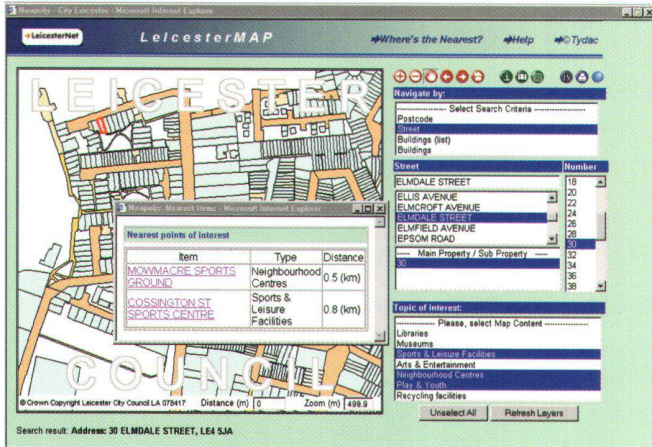 Neapolis - City Leicester - Microsoft Internet Explorer
LeicesterNet
LeicesterMAP
Where's the Nearest?
Help
© Tydac
LEICESTER
COUNCIL
Navigate by:
Select Search Criteria
Postcode
Street
Buildings (list)
Buildings
Street
Number
ELMDALE STREET
ELLIS AVENUE
ELMCROFT AVENUE
ELMDALE STREET
ELMFIELD AVENUE
EPSOM ROAD
18
20
22
24
26
28
30
32
34
36
38
Main Property / Sub Property
30
Neapolis: Nearest Items - Microsoft Internet Explorer
Nearest points of interest
Item Type Distance
MOWMACRE SPORTS GROUND
Neighbourhood Centres
0.5 (km)
COSSINGTON ST SPORTS CENTRE
Sports & Leisure Facilities
0.8 (km)
Topic of interest:
Please, select Map Content
Libraries
Museums
Sports & Leisure Facilities
Arts & Entertainment
Neighbourhood Centres
Play & Youth
Recycling facilities
Unselect All
Refresh Layers
© Crown Copyright Leicester City Council LA 078417 Distance (m) 0 Zoom (m) 499.9
Search result: Address: 30 ELMDALE STREET, LE4 5JA